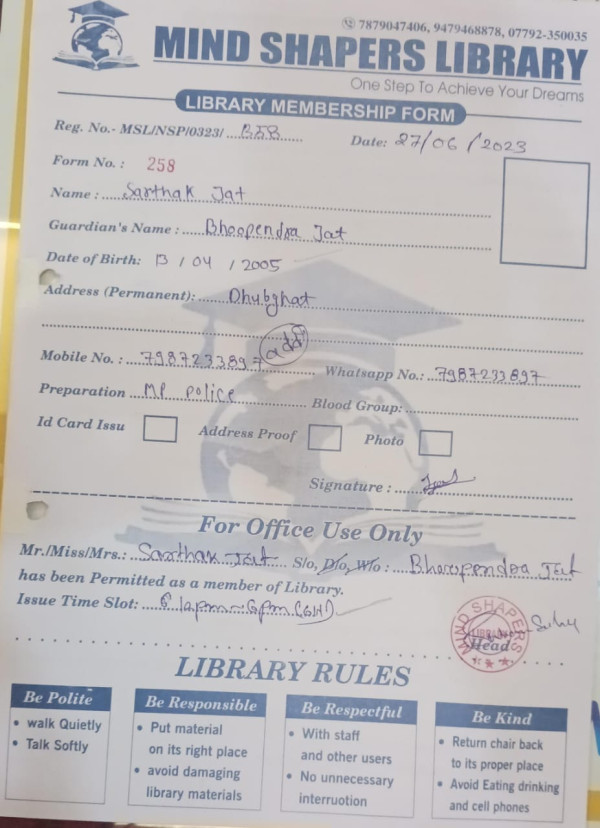 7879047406, 9479468878, 07792-350035
MIND SHAPERS LIBRARY
One Step To Achieve Your Dreams
LIBRARY MEMBERSHIP FORM
Reg. No.- MSL/NSP/0323/
Date: 27/06/2023
Form No. : 258
Name : Sarthak Jat
Guardian's Name : Bhoopendra Jat
Date of Birth: 13 / 04 / 2005
Address (Permanent): Dhubghat
Mobile No. : 7987233897 add
Whatsapp No.: 7987233897
Preparation MP police Blood Group:
Id Card Issu Address Proof Photo
Signature :
For Office Use Only
Mr./Miss/Mrs.: Sarthak Jat S/o, D/o, W/o : Bhoopendra Jat
has been Permitted as a member of Library.
Issue Time Slot: 12pm - 6pm (6H)
MIND SHAPERS
LIBRARY
Head
LIBRARY RULES
Be Polite
• walk Quietly
• Talk Softly
Be Responsible
• Put material
on its right place
• avoid damaging
library materials
Be Respectful
• With staff
and other users
• No unnecessary
interruotion
Be Kind
• Return chair back
to its proper place
• Avoid Eating drinking
and cell phones